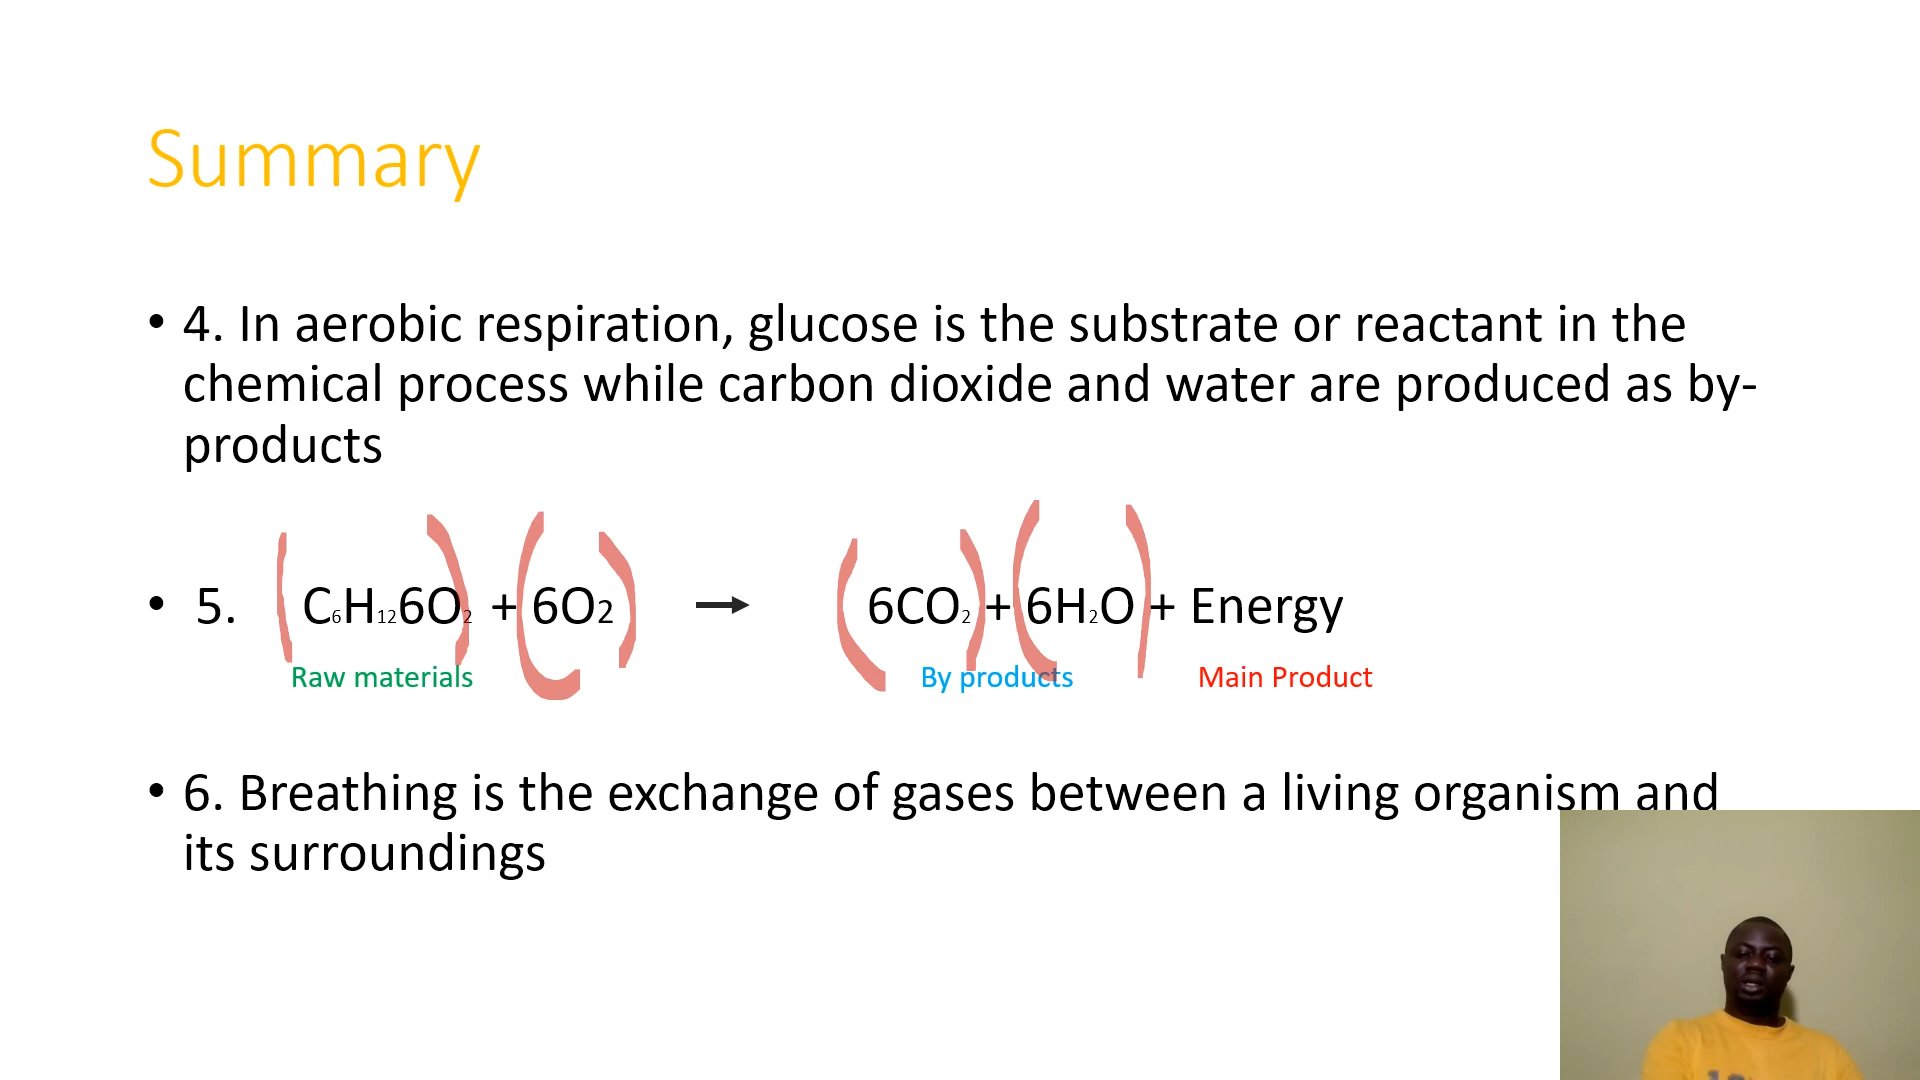 Summary
• 4. In aerobic respiration, glucose is the substrate or reactant in the
chemical process while carbon dioxide and water are produced as by-
products
• 5. C₆H₁₂6O₂ + 6O2 → 6CO₂ + 6H₂O + Energy
Raw materials By products Main Product
• 6. Breathing is the exchange of gases between a living organism and
its surroundings